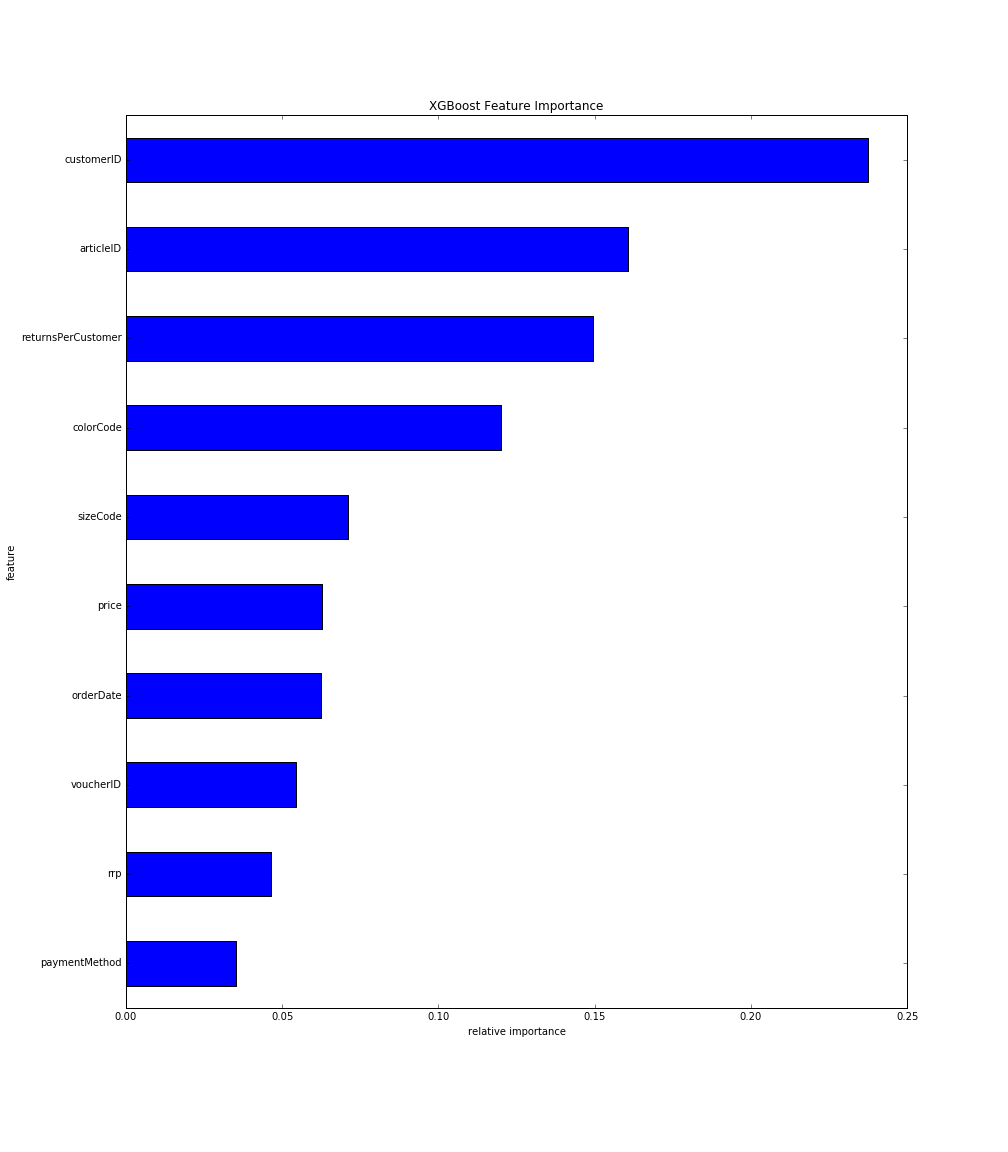 XGBoost Feature Importance
customerID
articleID
returnsPerCustomer
colorCode
sizeCode
feature
price
orderDate
voucherID
rrp
paymentMethod
0.00 0.05 0.10 0.15 0.20 0.25
relative importance